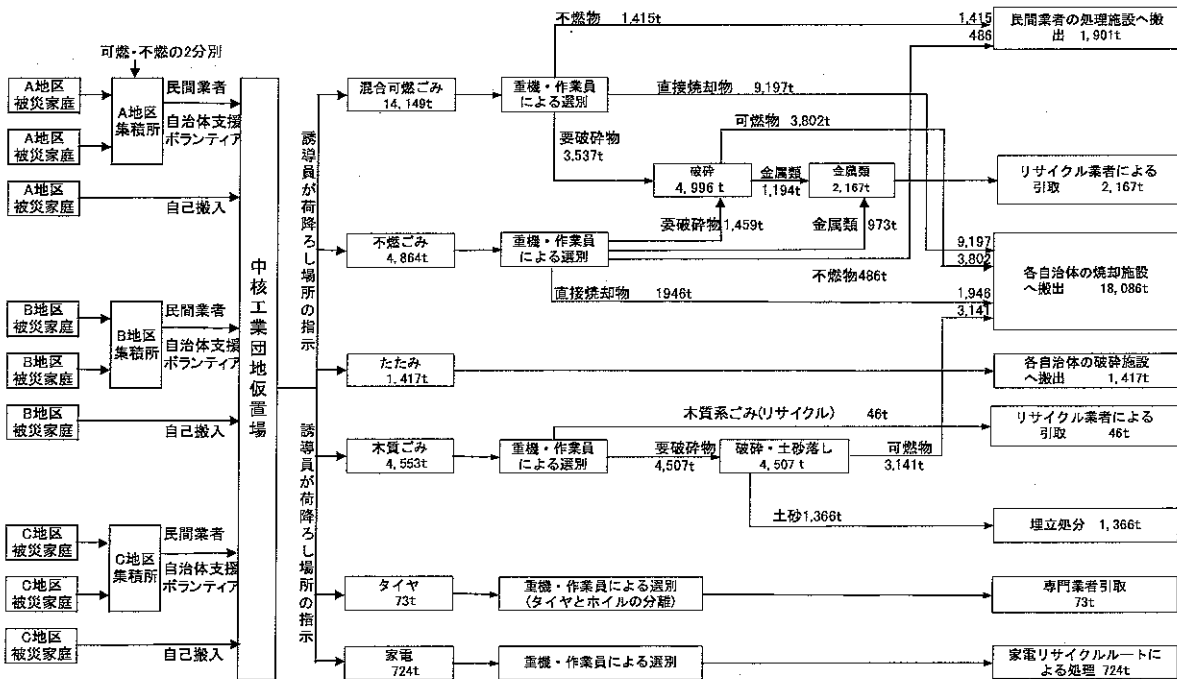 可燃・不燃の2分別
A地区
被災家庭
A地区
被災家庭
A地区
被災家庭
A地区
集積所
民間業者
自治体支援
ボランティア
自己搬入
B地区
被災家庭
B地区
被災家庭
B地区
被災家庭
B地区
集積所
民間業者
自治体支援
ボランティア
自己搬入
C地区
被災家庭
C地区
被災家庭
C地区
被災家庭
C地区
集積所
民間業者
自治体支援
ボランティア
自己搬入
中核工業団地仮置場
誘導員が荷降ろし場所の指示
誘導員が荷降ろし場所の指示
混合可燃ごみ
14,149t
重機・作業員
による選別
不燃物 1,415t
1,415
486
民間業者の処理施設へ搬
出 1,901t
直接焼却物 9,197t
可燃物 3,802t
要破砕物
3,537t
破砕
4,996 t
金属類
1,194t
金属類
2,167t
リサイクル業者による
引取 2,167t
不燃ごみ
4,864t
重機・作業員
による選別
要破砕物1,459t
金属類 973t
不燃物486t
直接焼却物 1946t
9,197
3,802
1,946
3,141
各自治体の焼却施設
へ搬出 18,086t
たたみ
1,417t
各自治体の破砕施設
へ搬出 1,417t
木質系ごみ(リサイクル) 46t
リサイクル業者による
引取 46t
木質ごみ
4,553t
重機・作業員
による選別
要破砕物
4,507t
破砕・土砂落し
4,507 t
可燃物
3,141t
土砂1,366t
埋立処分 1,366t
タイヤ
73t
重機・作業員による選別
(タイヤとホイルの分離)
専門業者引取
73t
家電
724t
重機・作業員による選別
家電リサイクルルートに
よる処理 724t